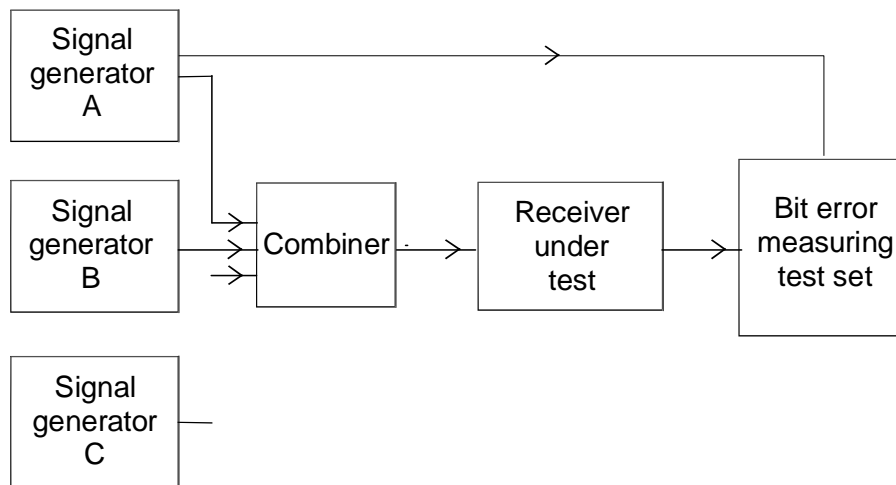 Signal
generator
A
Signal
generator
B
Combiner
Receiver
under
test
Bit error
measuring
test set
Signal
generator
C